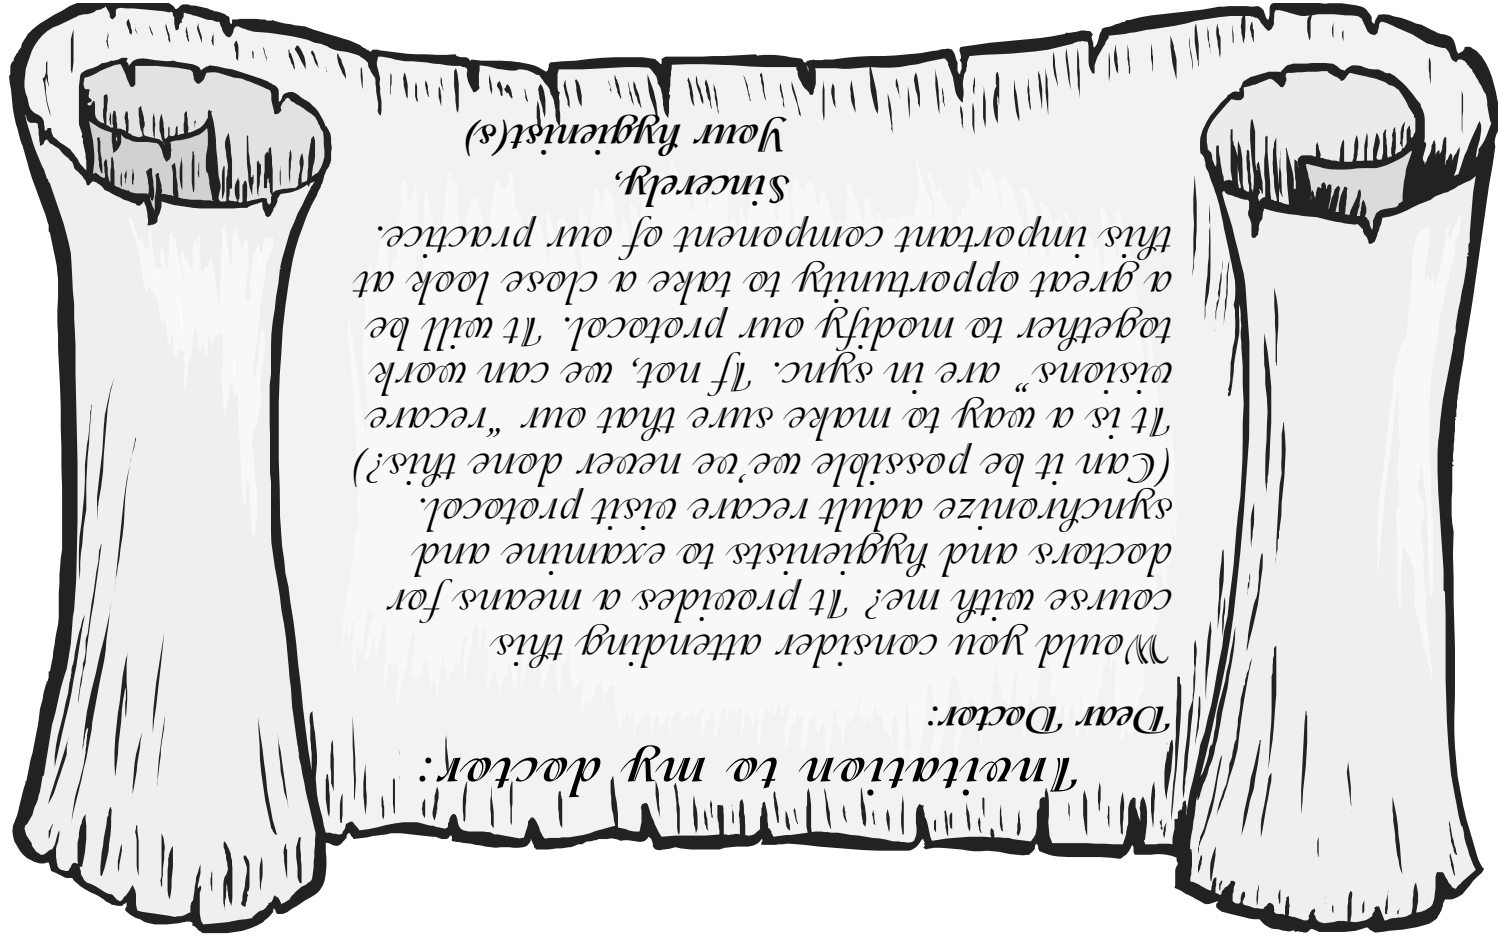 Invitation to my doctor:
Dear Doctor:
Would you consider attending this
course with me? It provides a means for
doctors and hygienists to examine and
synchronize adult recare visit protocol.
(Can it be possible we've never done this?)
It is a way to make sure that our "recare
visions" are in sync. If not, we can work
together to modify our protocol. It will be
a great opportunity to take a close look at
this important component of our practice.
Sincerely,
Your hygienist(s)